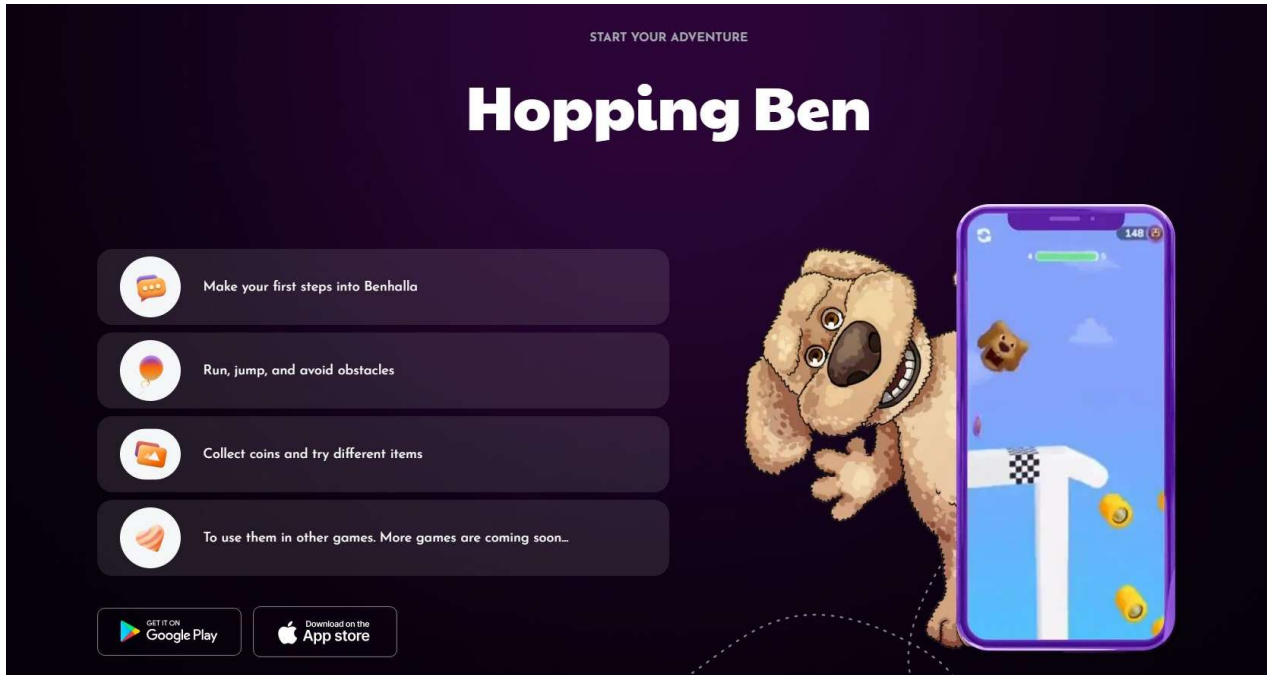 START YOUR ADVENTURE
Hopping Ben
Make your first steps into Benhalla
Run, jump, and avoid obstacles
Collect coins and try different items
To use them in other games. More games are coming soon...
GET IT ON
Google Play
Download on the
App store
148
4 5